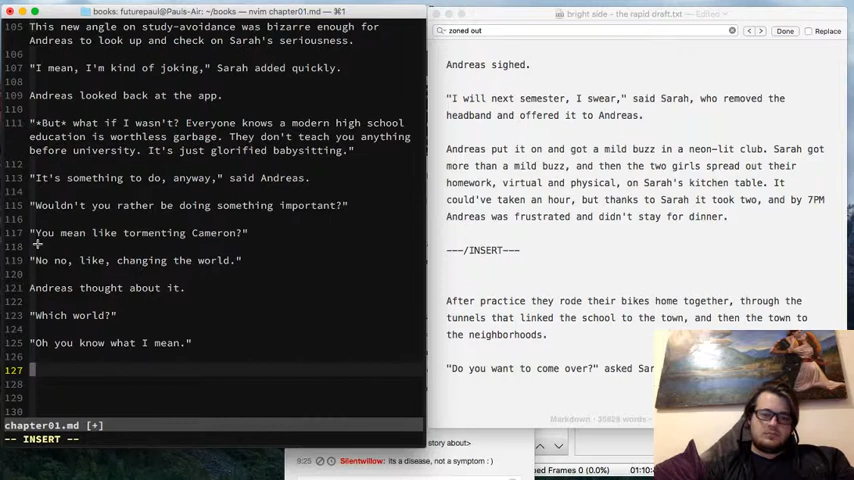 books: futurepaul@Pauls-Air: ~/books — nvim chapter01.md — ⌘1
105 This new angle on study-avoidance was bizarre enough for
Andreas to look up and check on Sarah's seriousness.
106
107 "I mean, I'm kind of joking," Sarah added quickly.
108
109 Andreas looked back at the app.
110
111 "*But* what if I wasn't? Everyone knows a modern high school
education is worthless garbage. They don't teach you anything
before university. It's just glorified babysitting."
112
113 "It's something to do, anyway," said Andreas.
114
115 "Wouldn't you rather be doing something important?"
116
117 "You mean like tormenting Cameron?"
118
119 "No no, like, changing the world."
120
121 Andreas thought about it.
122
123 "Which world?"
124
125 "Oh you know what I mean."
126
127
128
129
130
chapter01.md [+]
-- INSERT --
bright side — the rapid draft.txt — Edited
zoned out
Done
Replace
Andreas sighed.
"I will next semester, I swear," said Sarah, who removed the
headband and offered it to Andreas.
Andreas put it on and got a mild buzz in a neon-lit club. Sarah got
more than a mild buzz, and then the two girls spread out their
homework, virtual and physical, on Sarah's kitchen table. It
could've taken an hour, but thanks to Sarah it took two, and by 7PM
Andreas was frustrated and didn't stay for dinner.
---/INSERT---
After practice they rode their bikes home together, through the
tunnels that linked the school to the town, and then the town to
the neighborhoods.
"Do you want to come over?" asked Sar
Markdown 35829 words
story about>
9:25 Silentwillow: its a disease, not a symptom : )
ped Frames 0 (0.0%)
01:10: